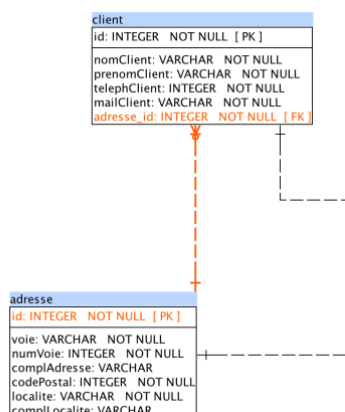 client
id: INTEGER NOT NULL [ PK ]
nomClient: VARCHAR NOT NULL
prenomClient: VARCHAR NOT NULL
telephClient: INTEGER NOT NULL
mailClient: VARCHAR NOT NULL
adresse_id: INTEGER NOT NULL [ FK ]
adresse
id: INTEGER NOT NULL [ PK ]
voie: VARCHAR NOT NULL
numVoie: INTEGER NOT NULL
complAdresse: VARCHAR
codePostal: INTEGER NOT NULL
localite: VARCHAR NOT NULL
complLocalite: VARCHAR